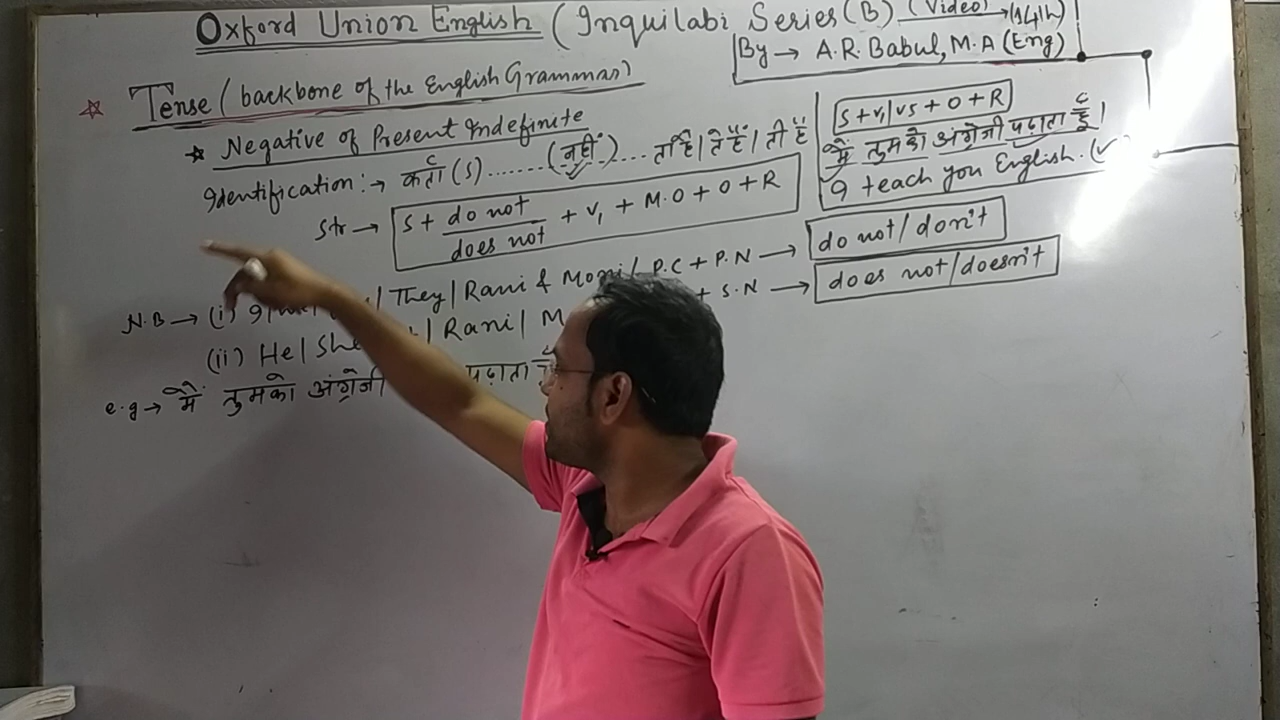 Oxford Union English (Inquilabi Series (B) (Video) → (14th)
By → A.R. Babul, M.A (Eng)
☆ Tense (backbone of the English Grammar)
☆ Negative of Present Indefinite
Identification :→ कर्ता (S) ....... (नहीं) ..... ता है/ते हैं/ती है
Str → S + do not / does not + V₁ + M.O + O + R
S + V₁/V5 + O + R
मैं तुमको अंग्रेजी पढ़ाता हूँ।
I teach you English. (✓)
N.B → (i) I / They / Rani & Moni / P.C + P.N → do not/don't
(ii) He / She / Rani / M + S.N → does not/doesn't
e.g → मैं तुमको अंग्रेजी पढ़ाता